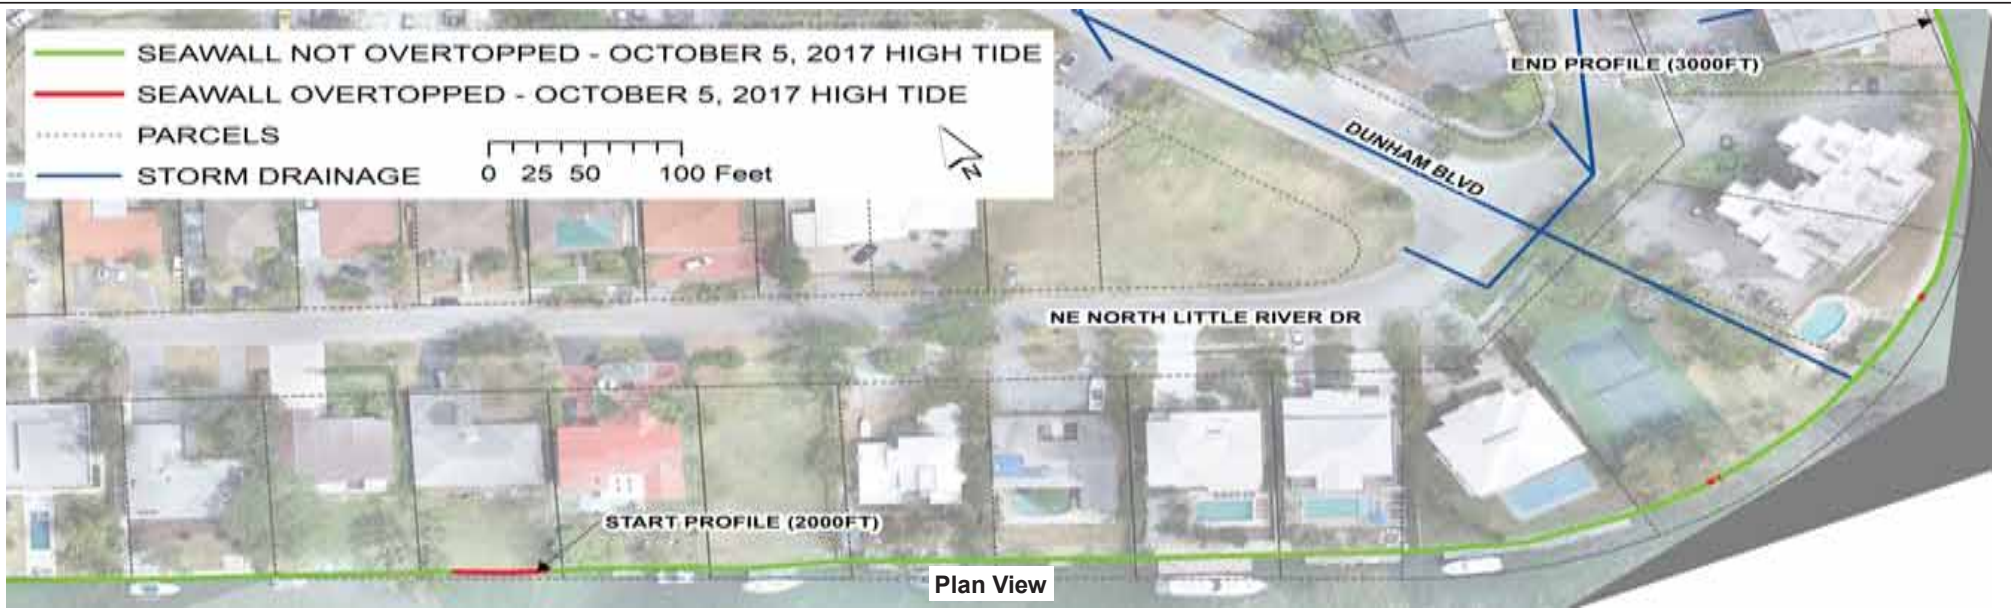 SEAWALL NOT OVERTOPPED - OCTOBER 5, 2017 HIGH TIDE
SEAWALL OVERTOPPED - OCTOBER 5, 2017 HIGH TIDE
PARCELS
STORM DRAINAGE
0 25 50 100 Feet
N
END PROFILE (3000FT)
DUNHAM BLVD
NE NORTH LITTLE RIVER DR
START PROFILE (2000FT)
Plan View